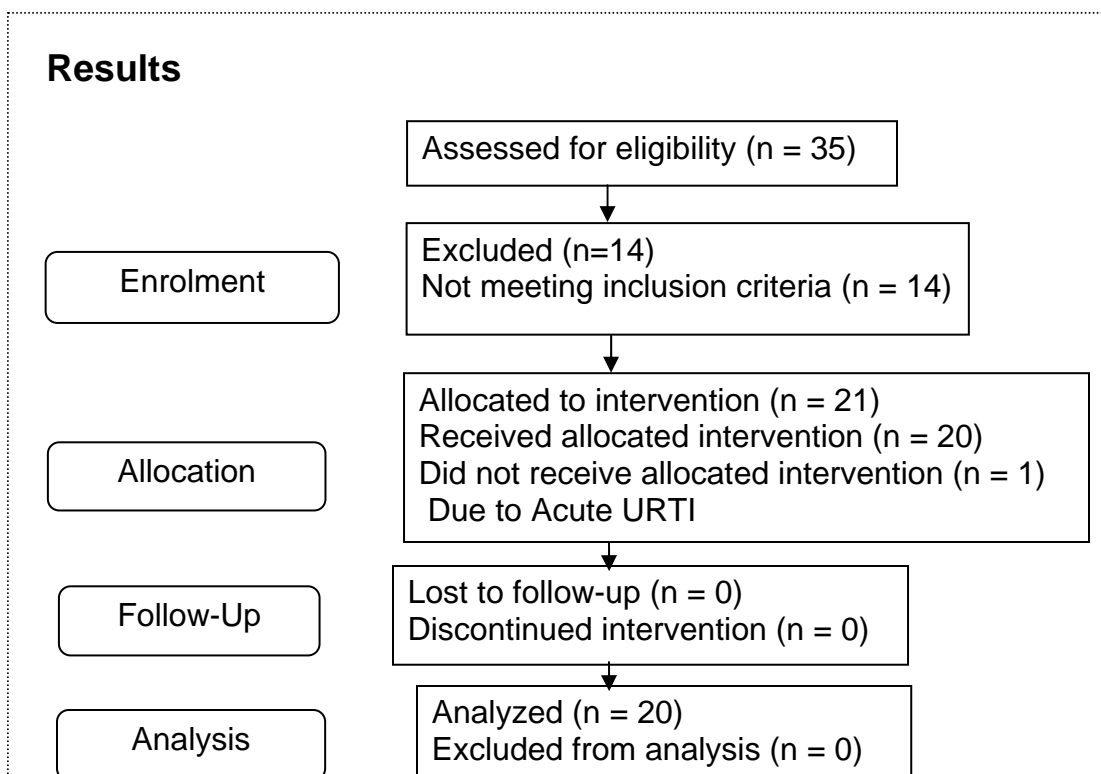 Results
Assessed for eligibility (n = 35)
Enrolment
Excluded (n=14)
Not meeting inclusion criteria (n = 14)
Allocation
Allocated to intervention (n = 21)
Received allocated intervention (n = 20)
Did not receive allocated intervention (n = 1)
Due to Acute URTI
Follow-Up
Lost to follow-up (n = 0)
Discontinued intervention (n = 0)
Analysis
Analyzed (n = 20)
Excluded from analysis (n = 0)